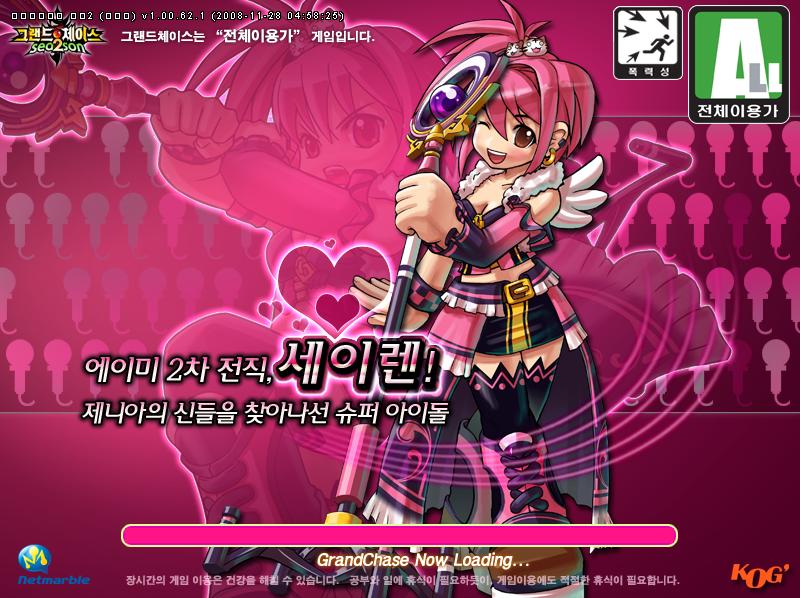 2 v1.00.62.1 (2008-11-28 04:58:25)
그랜드체이스
seo2son
그랜드체이스는 “전체이용가” 게임입니다.
폭력성
ALL
전체이용가
에이미 2차 전직, 세이렌!
제니아의 신들을 찾아나선 슈퍼 아이돌
GrandChase Now Loading...
Netmarble
장시간의 게임 이용은 건강을 해칠 수 있습니다. 공부와 일에 휴식이 필요하듯이, 게임이용에도 적절한 휴식이 필요합니다.
KOG